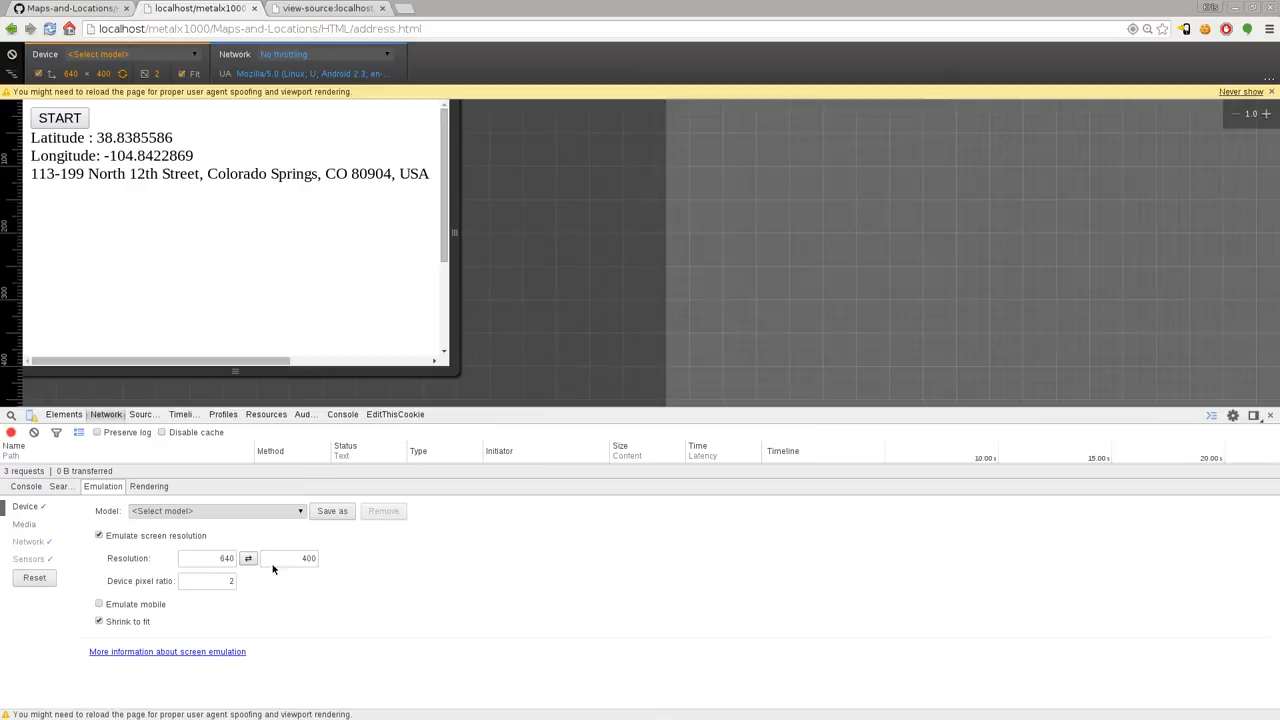 Maps-and-Locations/ ×
localhost/metalx1000 ×
view-source:localhost ×
Kris
localhost/metalx1000/Maps-and-Locations/HTML/address.html
Device <Select model>
Network No throttling
640 × 400 2 Fit
UA Mozilla/5.0 (Linux; U; Android 2.3; en-...
You might need to reload the page for proper user agent spoofing and viewport rendering.
Never show ×
START
Latitude : 38.8385586
Longitude: -104.8422869
113-199 North 12th Street, Colorado Springs, CO 80904, USA
1.0
100
200
300
400
Elements Network Sourc... Timeli... Profiles Resources Aud... Console EditThisCookie
Preserve log Disable cache
Name Path Method Status Text Type Initiator Size Content Time Latency Timeline 10.00 s 15.00 s 20.00 s
3 requests | 0 B transferred
Console Sear... Emulation Rendering
Device ✓
Media
Network ✓
Sensors ✓
Reset
Model: <Select model> Save as Remove
Emulate screen resolution
Resolution: 640 400
Device pixel ratio: 2
Emulate mobile
Shrink to fit
More information about screen emulation
You might need to reload the page for proper user agent spoofing and viewport rendering.